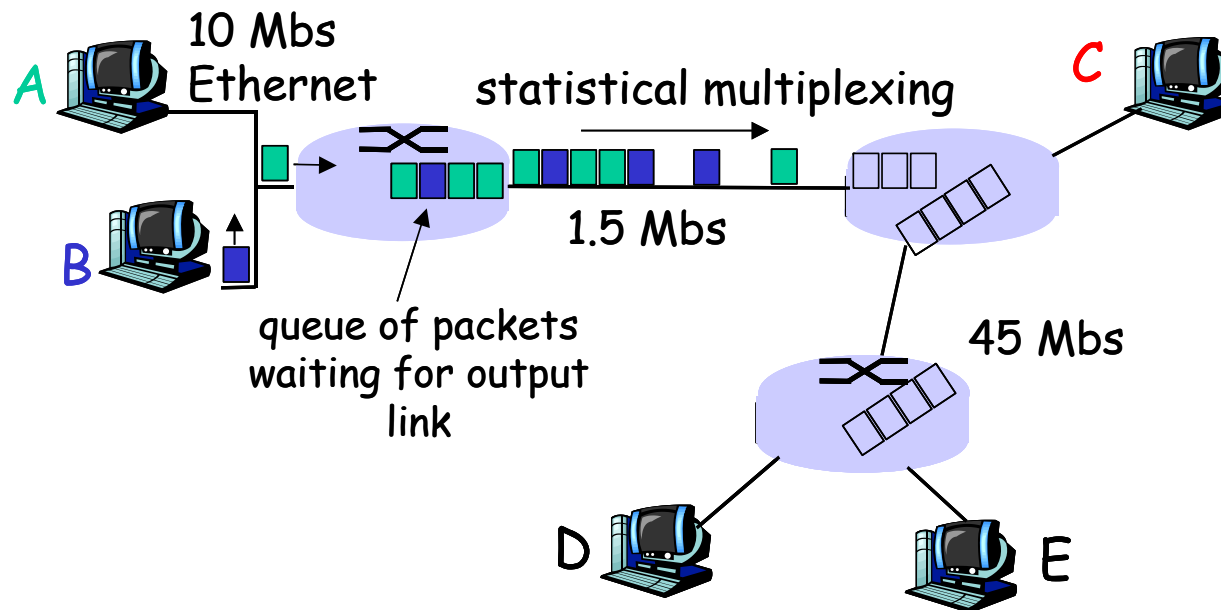 A
10 Mbs
Ethernet
statistical multiplexing
C
B
1.5 Mbs
queue of packets
waiting for output
link
45 Mbs
D
E